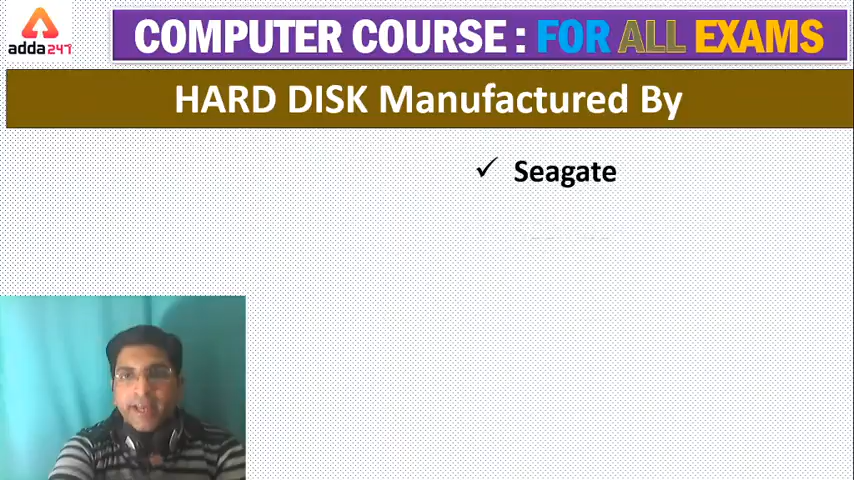 adda247
COMPUTER COURSE : FOR ALL EXAMS
HARD DISK Manufactured By
✓ Seagate